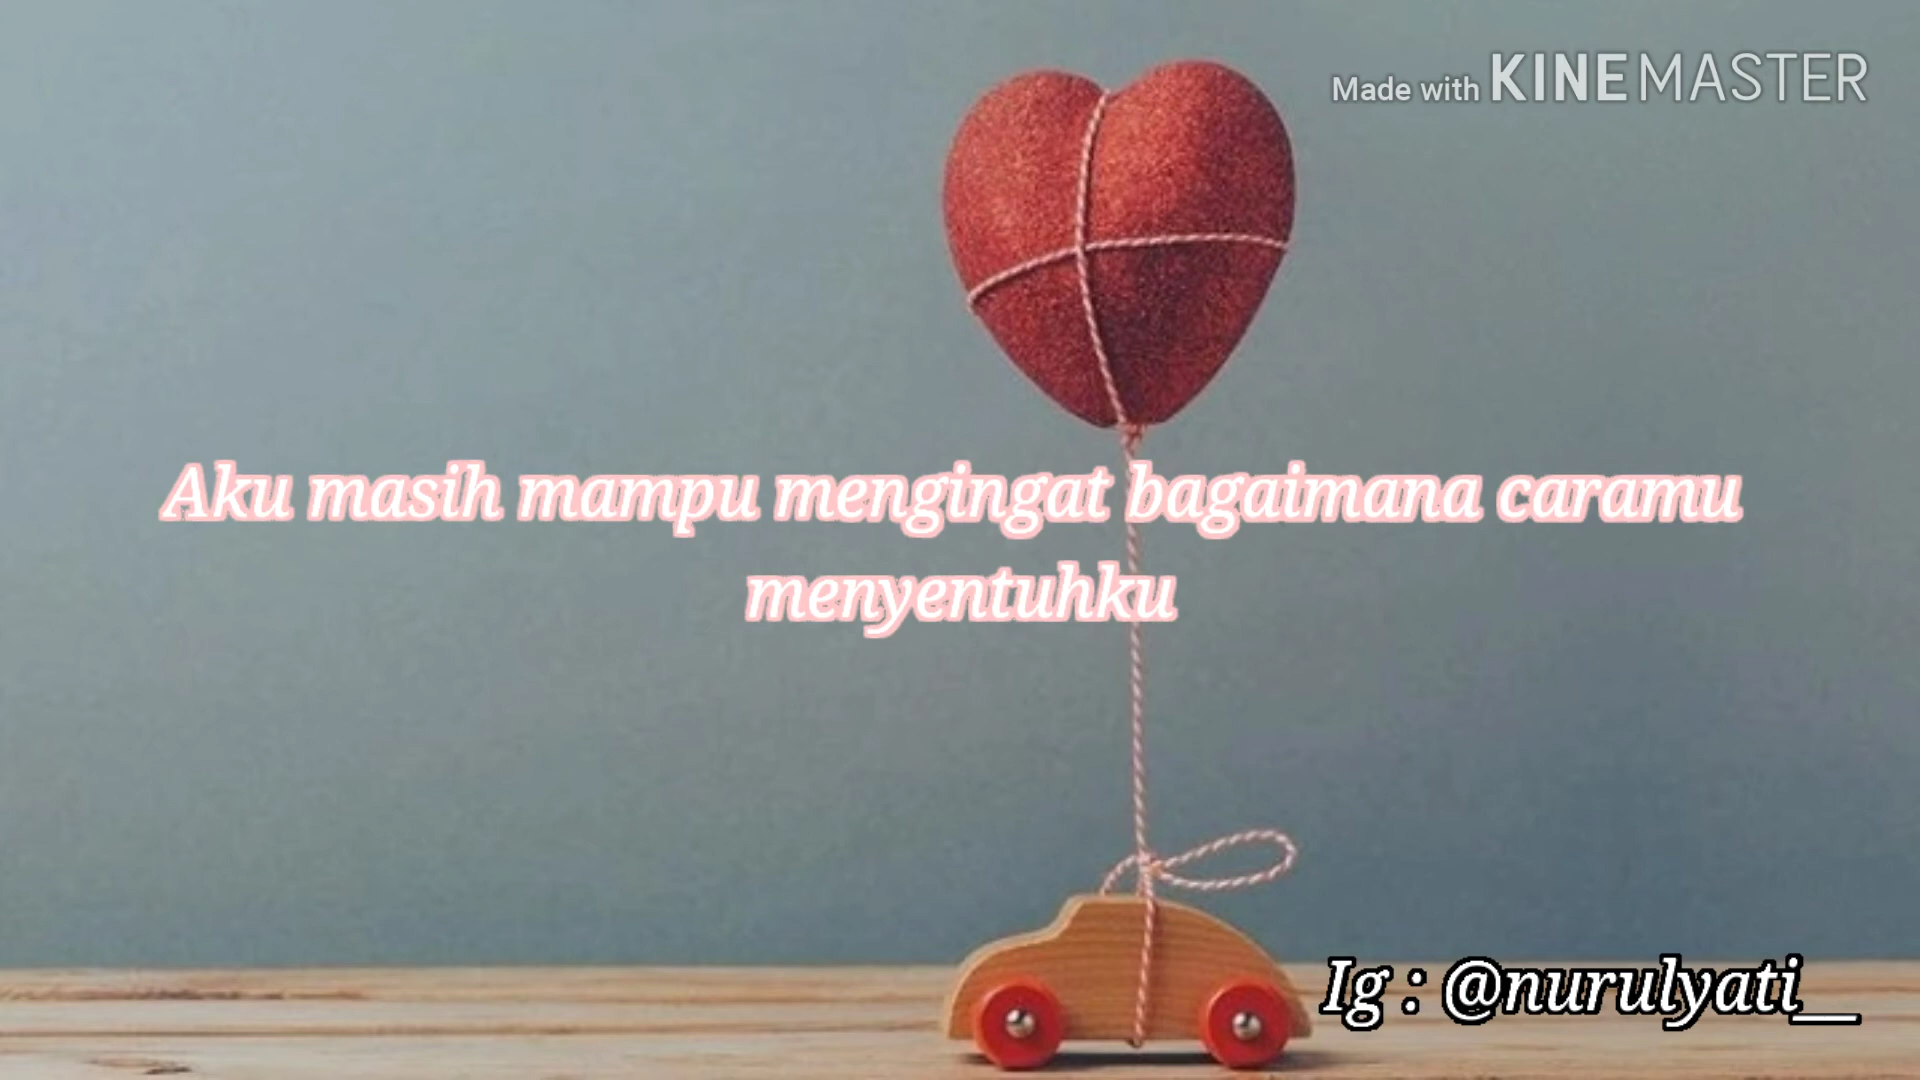 Made with KINEMASTER
Aku masih mampu mengingat bagaimana caramu
menyentuhku
Ig : @nurulyati__